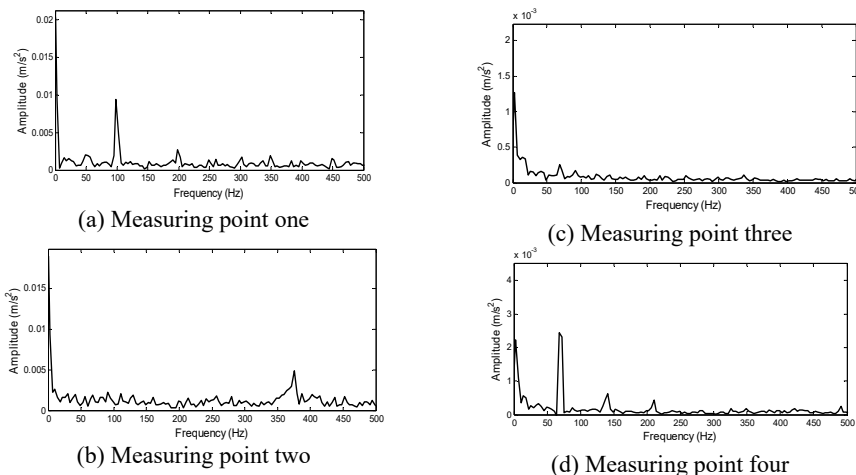 0.02
0.015
0.01
0.005
0
Amplitude (m/s²)
0 50 100 150 200 250 300 350 400 450 500
Frequency (Hz)
(a) Measuring point one
0.015
0.01
0.005
0
Amplitude (m/s²)
0 50 100 150 200 250 300 350 400 450 500
Frequency (Hz)
(b) Measuring point two
x 10⁻³
2
1.5
1
0.5
0
Amplitude (m/s²)
0 50 100 150 200 250 300 350 400 450 500
Frequency (Hz)
(c) Measuring point three
x 10⁻³
4
3
2
1
0
Amplitude (m/s²)
0 50 100 150 200 250 300 350 400 450 500
Frequency (Hz)
(d) Measuring point four